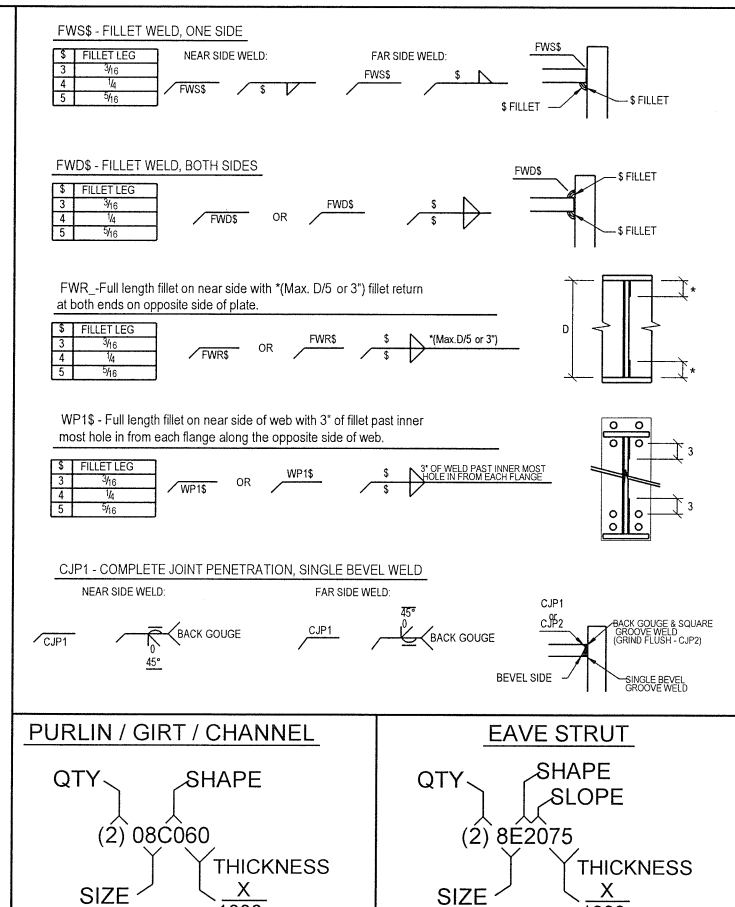 FWS$ - FILLET WELD, ONE SIDE
$ FILLET LEG
3 3/16
4 1/4
5 5/16
NEAR SIDE WELD:
FWS$
$
FAR SIDE WELD:
FWS$
$
FWS$
$ FILLET
$ FILLET
FWD$ - FILLET WELD, BOTH SIDES
$ FILLET LEG
3 3/16
4 1/4
5 5/16
FWD$
OR
FWD$
$
$
FWD$
$ FILLET
$ FILLET
FWR_-Full length fillet on near side with *(Max. D/5 or 3") fillet return
at both ends on opposite side of plate.
$ FILLET LEG
3 3/16
4 1/4
5 5/16
FWR$
OR
FWR$
$
$
*(Max.D/5 or 3")
D
*
*
WP1$ - Full length fillet on near side of web with 3" of fillet past inner
most hole in from each flange along the opposite side of web.
$ FILLET LEG
3 3/16
4 1/4
5 5/16
WP1$
OR
WP1$
$
$
3" OF WELD PAST INNER MOST
HOLE IN FROM EACH FLANGE
3
3
CJP1 - COMPLETE JOINT PENETRATION, SINGLE BEVEL WELD
NEAR SIDE WELD:
CJP1
0
45°
BACK GOUGE
FAR SIDE WELD:
CJP1
45°
0
BACK GOUGE
CJP1
or
CJP2
BACK GOUGE & SQUARE
GROOVE WELD
(GRIND FLUSH - CJP2)
BEVEL SIDE
SINGLE BEVEL
GROOVE WELD
PURLIN / GIRT / CHANNEL
QTY
SHAPE
(2) 08C060
SIZE
THICKNESS
X
EAVE STRUT
QTY
SHAPE
SLOPE
(2) 8E2075
SIZE
THICKNESS
X